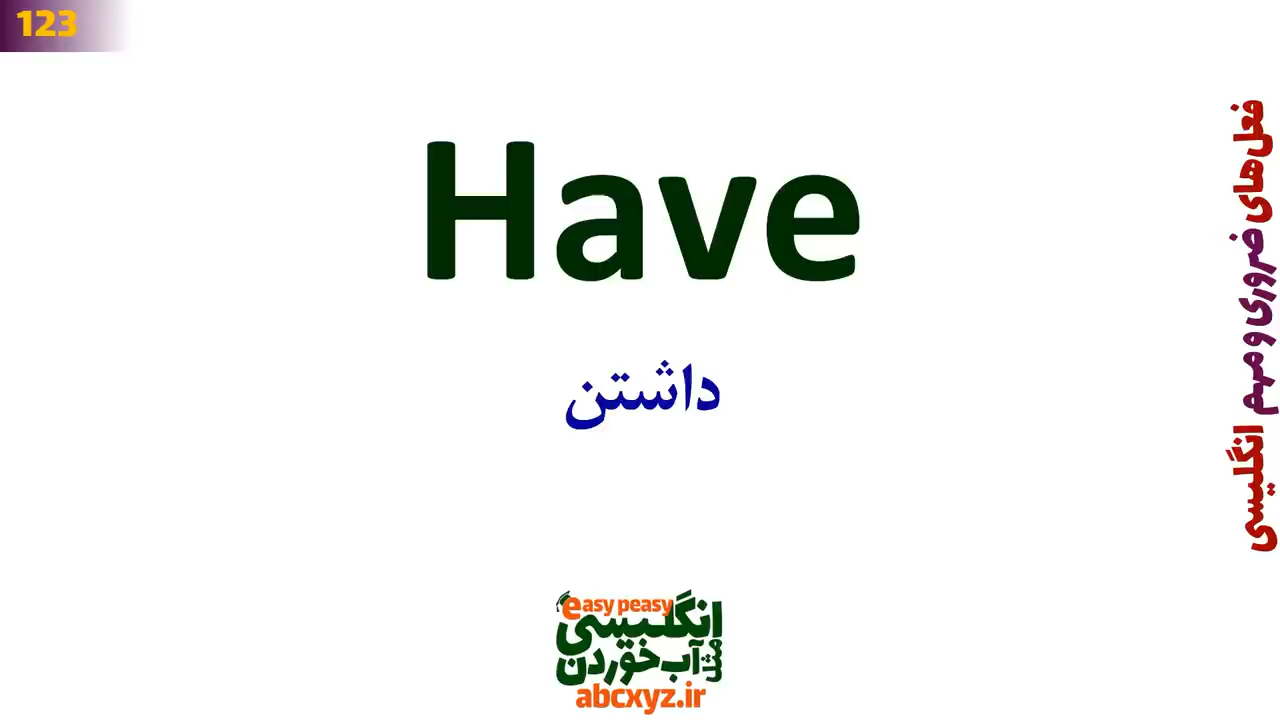 123
Have
داشتن
فعل‌های ضروری و مهم انگلیسی
easy peasy
انگلیسی
مثل آب خوردن
abcxyz.ir